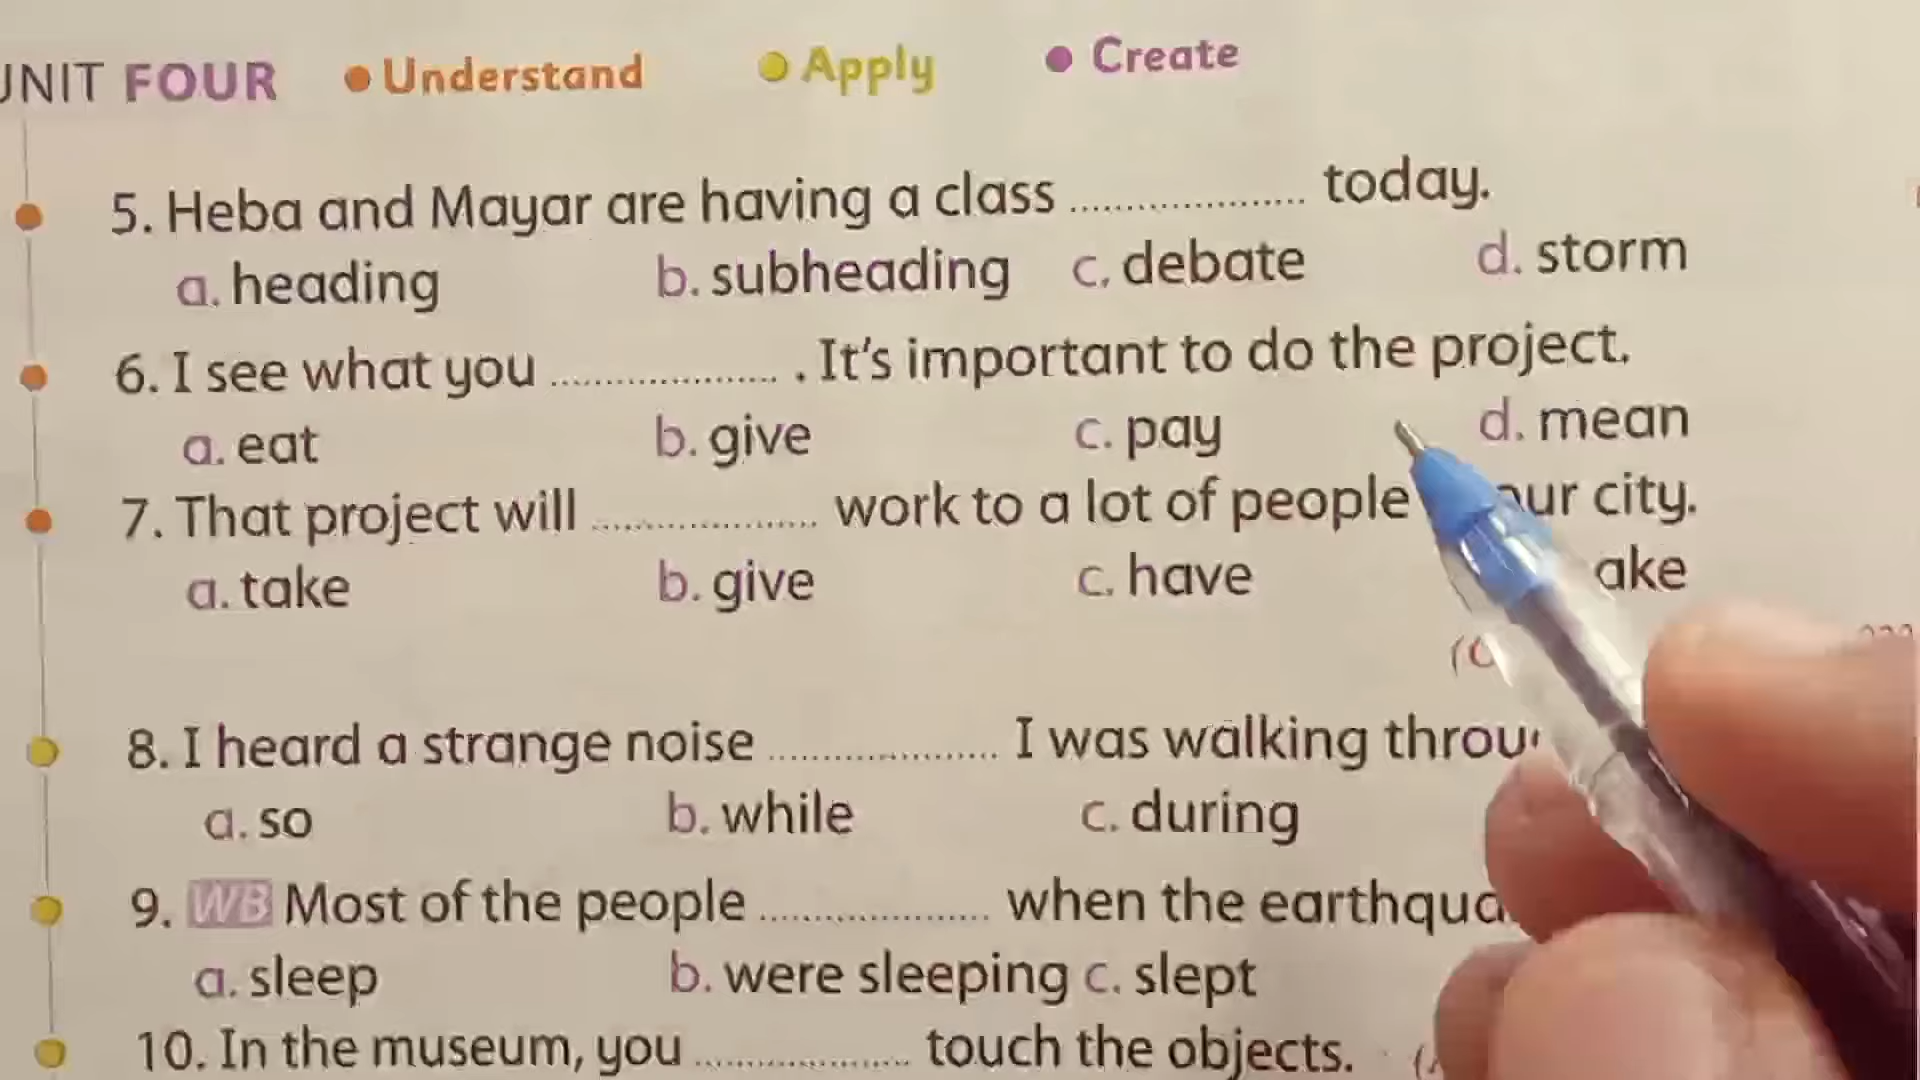 UNIT FOUR Understand Apply Create
5. Heba and Mayar are having a class .................... today.
a. heading b. subheading c. debate d. storm
6. I see what you .................... . It's important to do the project.
a. eat b. give c. pay d. mean
7. That project will .................... work to a lot of people our city.
a. take b. give c. have
8. I heard a strange noise .................... I was walking
a. so b. while c. during
9. WB Most of the people .................... when the
a. sleep b. were sleeping c. slept
10. In the museum, you .................... touch the objects.